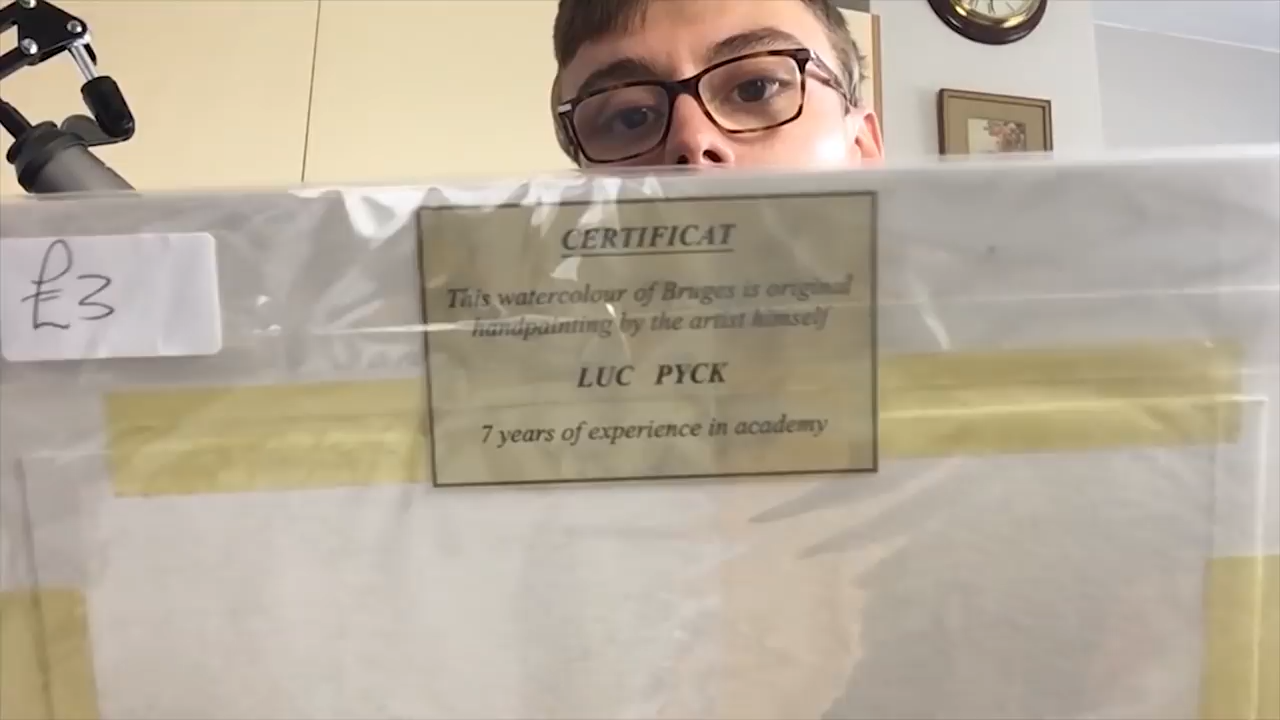 £3
CERTIFICAT
This watercolour of Bruges is original
handpainting by the artist himself
LUC PYCK
7 years of experience in academy